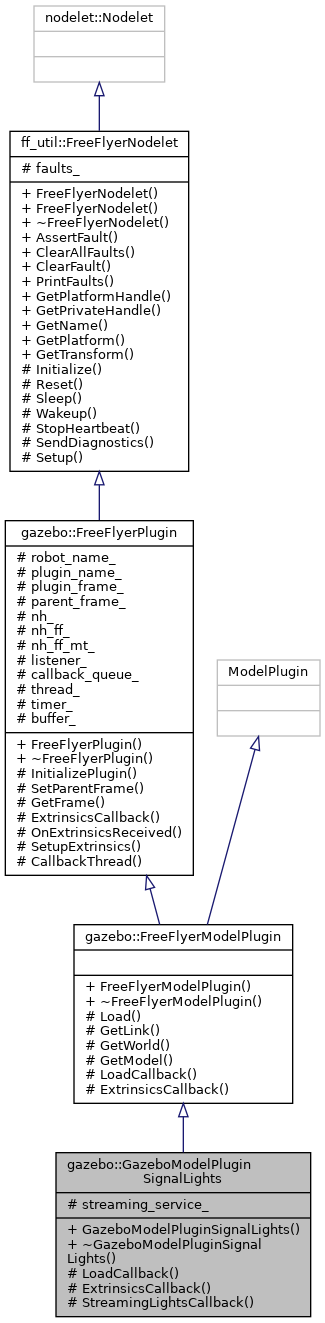 nodelet::Nodelet
ff_util::FreeFlyerNodelet
# faults_
+ FreeFlyerNodelet()
+ FreeFlyerNodelet()
+ ~FreeFlyerNodelet()
+ AssertFault()
+ ClearAllFaults()
+ ClearFault()
+ PrintFaults()
+ GetPlatformHandle()
+ GetPrivateHandle()
+ GetName()
+ GetPlatform()
+ GetTransform()
# Initialize()
# Reset()
# Sleep()
# Wakeup()
# StopHeartbeat()
# SendDiagnostics()
# Setup()
gazebo::FreeFlyerPlugin
# robot_name_
# plugin_name_
# plugin_frame_
# parent_frame_
# nh_
# nh_ff_
# nh_ff_mt_
# listener_
# callback_queue_
# thread_
# timer_
# buffer_
+ FreeFlyerPlugin()
+ ~FreeFlyerPlugin()
# InitializePlugin()
# SetParentFrame()
# GetFrame()
# ExtrinsicsCallback()
# OnExtrinsicsReceived()
# SetupExtrinsics()
# CallbackThread()
ModelPlugin
gazebo::FreeFlyerModelPlugin
+ FreeFlyerModelPlugin()
+ ~FreeFlyerModelPlugin()
# Load()
# GetLink()
# GetWorld()
# GetModel()
# LoadCallback()
# ExtrinsicsCallback()
gazebo::GazeboModelPlugin
SignalLights
# streaming_service_
+ GazeboModelPluginSignalLights()
+ ~GazeboModelPluginSignal
Lights()
# LoadCallback()
# ExtrinsicsCallback()
# StreamingLightsCallback()